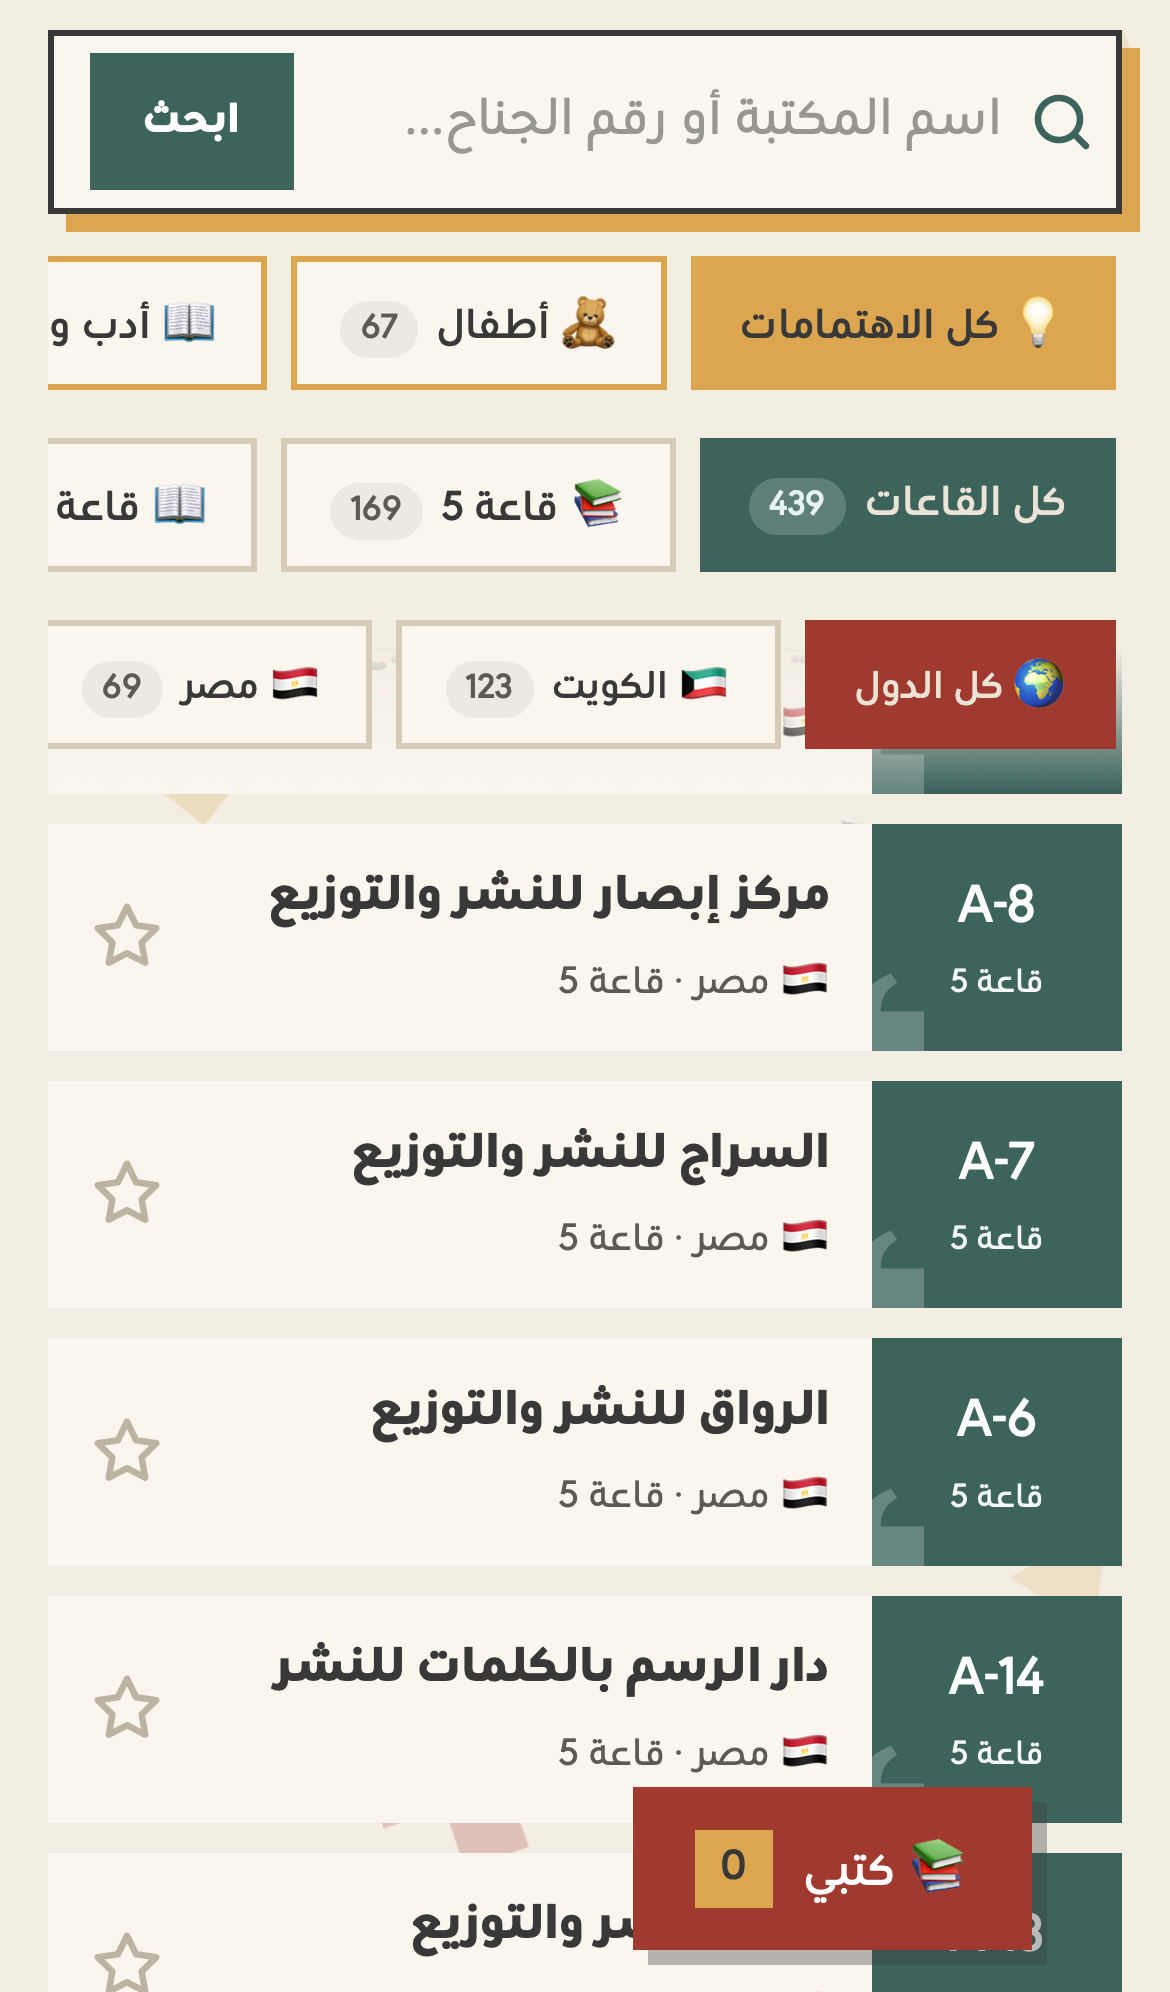 اسم المكتبة أو رقم الجناح...
ابحث
كل الاهتمامات
أطفال 67
أدب و
كل القاعات 439
قاعة 5 169
قاعة
كل الدول
الكويت 123
مصر 69
A-8
قاعة 5
مركز إبصار للنشر والتوزيع
مصر · قاعة 5
A-7
قاعة 5
السراج للنشر والتوزيع
مصر · قاعة 5
A-6
قاعة 5
الرواق للنشر والتوزيع
مصر · قاعة 5
A-14
قاعة 5
دار الرسم بالكلمات للنشر
مصر · قاعة 5
كتبي 0
والتوزيع